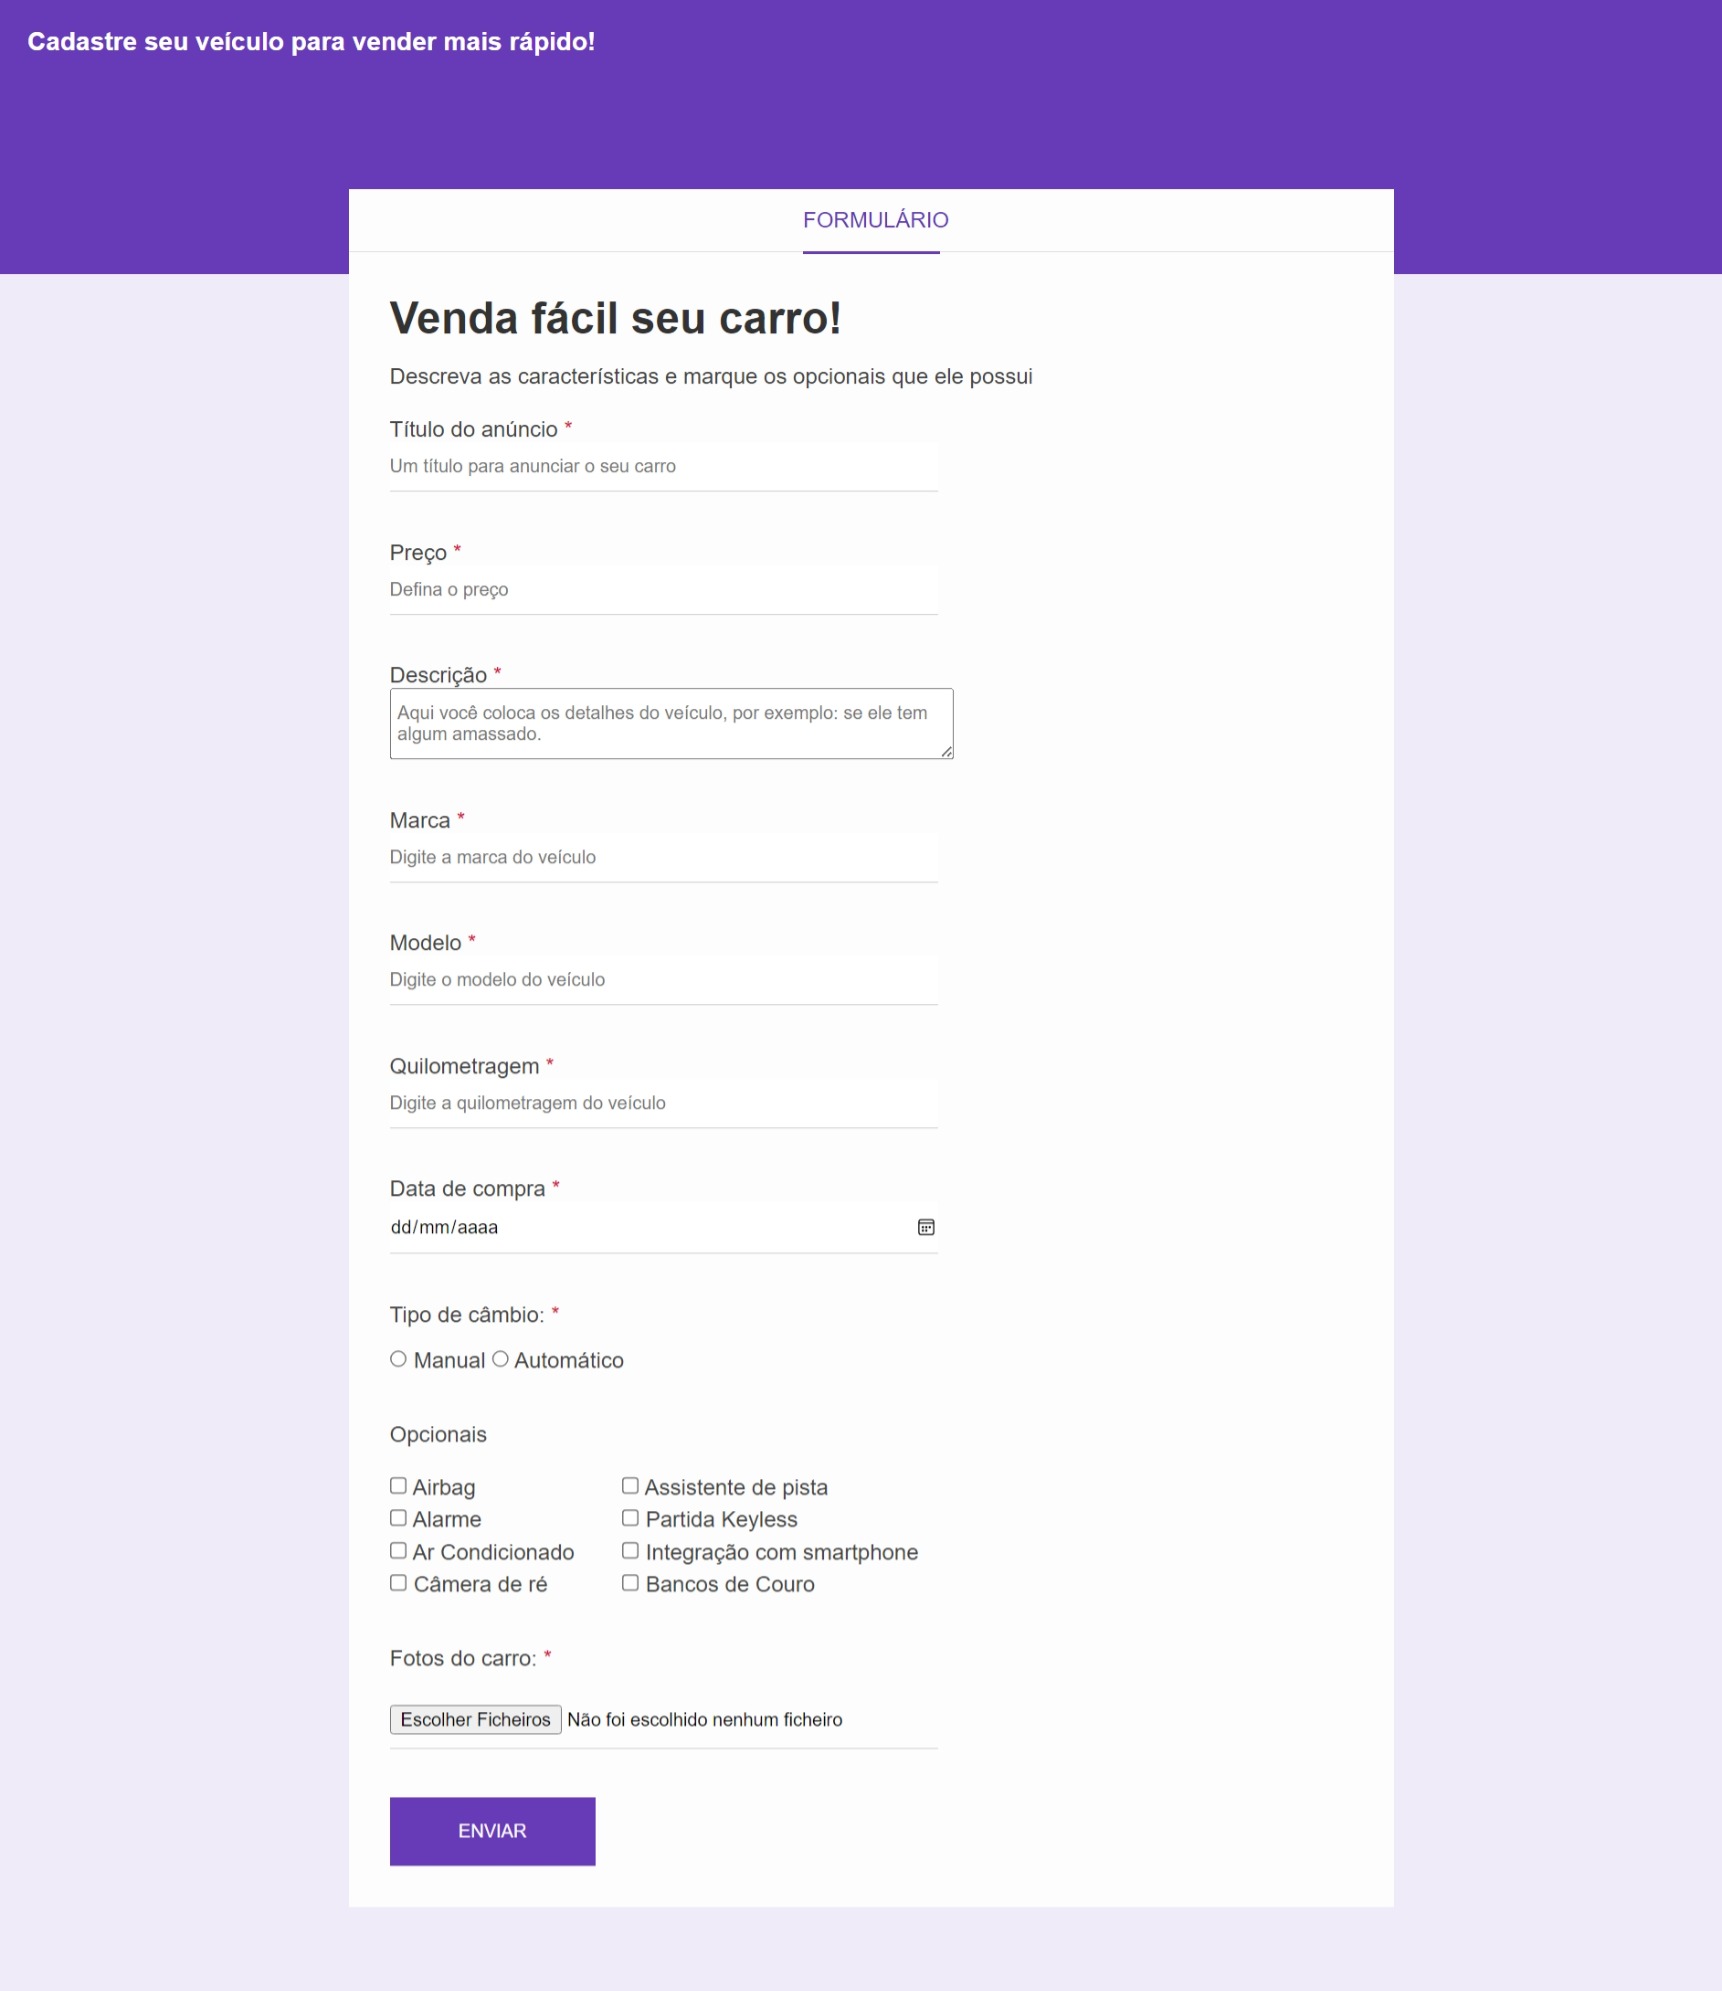 Cadastre seu veículo para vender mais rápido!
FORMULÁRIO
Venda fácil seu carro!
Descreva as características e marque os opcionais que ele possui
Título do anúncio *
Um título para anunciar o seu carro
Preço *
Defina o preço
Descrição *
Aqui você coloca os detalhes do veículo, por exemplo: se ele tem
algum amassado.
Marca *
Digite a marca do veículo
Modelo *
Digite o modelo do veículo
Quilometragem *
Digite a quilometragem do veículo
Data de compra *
dd/mm/aaaa
Tipo de câmbio: *
Manual Automático
Opcionais
Airbag Assistente de pista
Alarme Partida Keyless
Ar Condicionado Integração com smartphone
Câmera de ré Bancos de Couro
Fotos do carro: *
Escolher Ficheiros Não foi escolhido nenhum ficheiro
ENVIAR